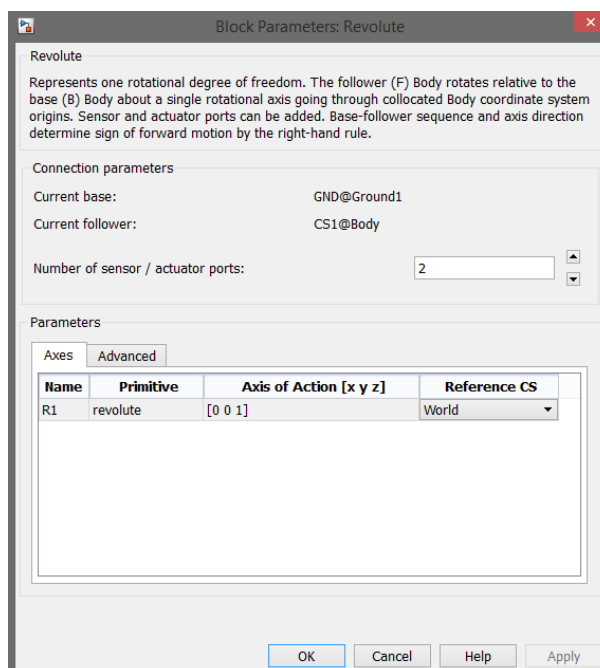 Block Parameters: Revolute
Revolute
Represents one rotational degree of freedom. The follower (F) Body rotates relative to the
base (B) Body about a single rotational axis going through collocated Body coordinate system
origins. Sensor and actuator ports can be added. Base-follower sequence and axis direction
determine sign of forward motion by the right-hand rule.
Connection parameters
Current base: GND@Ground1
Current follower: CS1@Body
Number of sensor / actuator ports: 2
Parameters
Axes Advanced
Name Primitive Axis of Action [x y z] Reference CS
R1 revolute [0 0 1] World
OK Cancel Help Apply